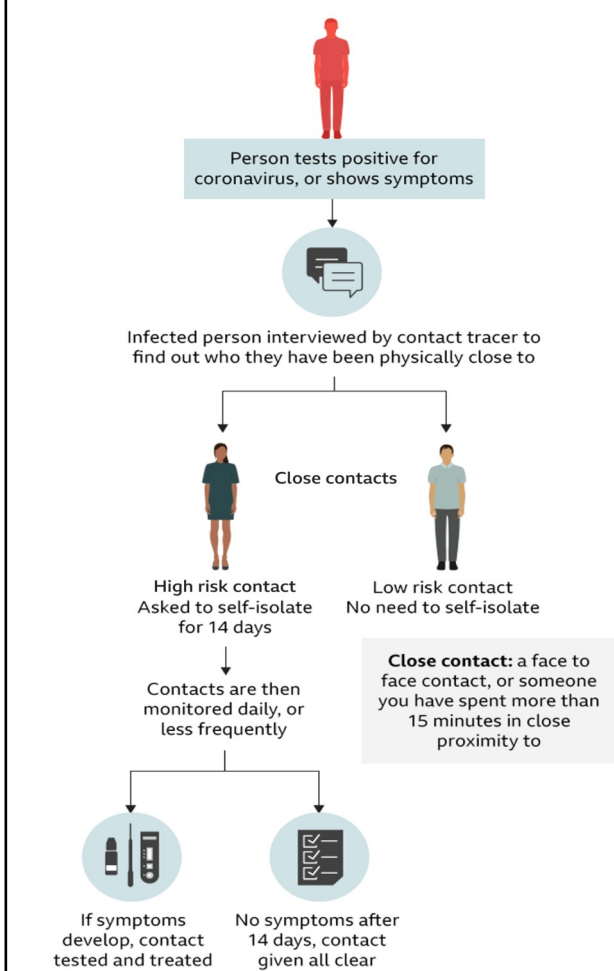 Person tests positive for
coronavirus, or shows symptoms
Infected person interviewed by contact tracer to
find out who they have been physically close to
Close contacts
High risk contact
Asked to self-isolate
for 14 days
Low risk contact
No need to self-isolate
Close contact: a face to
face contact, or someone
you have spent more than
15 minutes in close
proximity to
Contacts are then
monitored daily, or
less frequently
If symptoms
develop, contact
tested and treated
No symptoms after
14 days, contact
given all clear